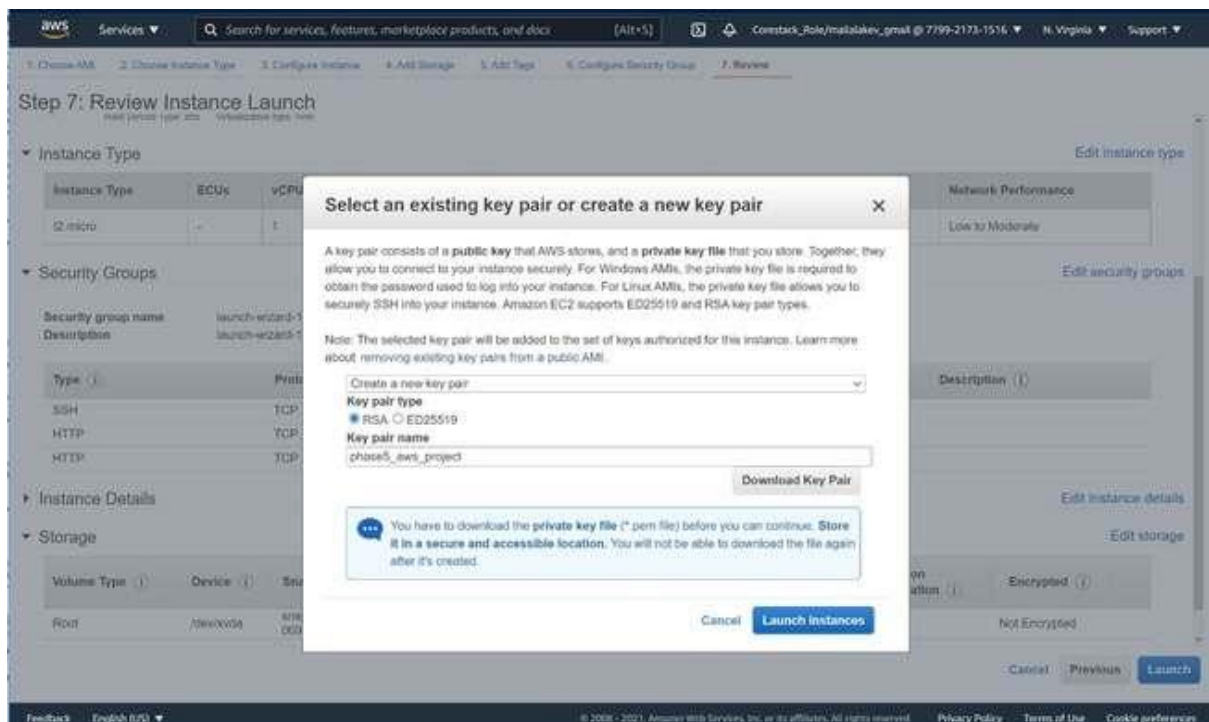 aws
Services
Search for services, features, marketplace products, and docs
[Alt+S]
N. Virginia
Support
1. Choose AMI
2. Choose Instance Type
3. Configure Instance
4. Add Storage
5. Add Tags
6. Configure Security Group
7. Review
Step 7: Review Instance Launch
Instance Type
Edit instance type
Instance Type
ECUs
Network Performance
t2.micro
-
1
Low to Moderate
Security Groups
Edit security groups
Security group name
Description
Type
Description
SSH
TCP
HTTP
TCP
HTTP
TCP
Instance Details
Edit instance details
Storage
Edit storage
Volume Type
Device
Encrypted
Root
/dev/xvda
Not Encrypted
Select an existing key pair or create a new key pair
A key pair consists of a public key that AWS stores, and a private key file that you store. Together, they
allow you to connect to your instance securely. For Windows AMIs, the private key file is required to
obtain the password used to log into your instance. For Linux AMIs, the private key file allows you to
securely SSH into your instance. Amazon EC2 supports ED25519 and RSA key pair types.
Note: The selected key pair will be added to the set of keys authorized for this instance. Learn more
about removing existing key pairs from a public AMI.
Create a new key pair
Key pair type
RSA ED25519
Key pair name
phase5_aws_project
Download Key Pair
You have to download the private key file (*.pem file) before you can continue. Store
it in a secure and accessible location. You will not be able to download the file again
after it's created.
Cancel
Launch Instances
Cancel
Previous
Launch
Feedback
English (US)
© 2008 - 2021, Amazon Web Services, Inc. or its affiliates. All rights reserved.
Privacy Policy
Terms of Use
Cookie preferences